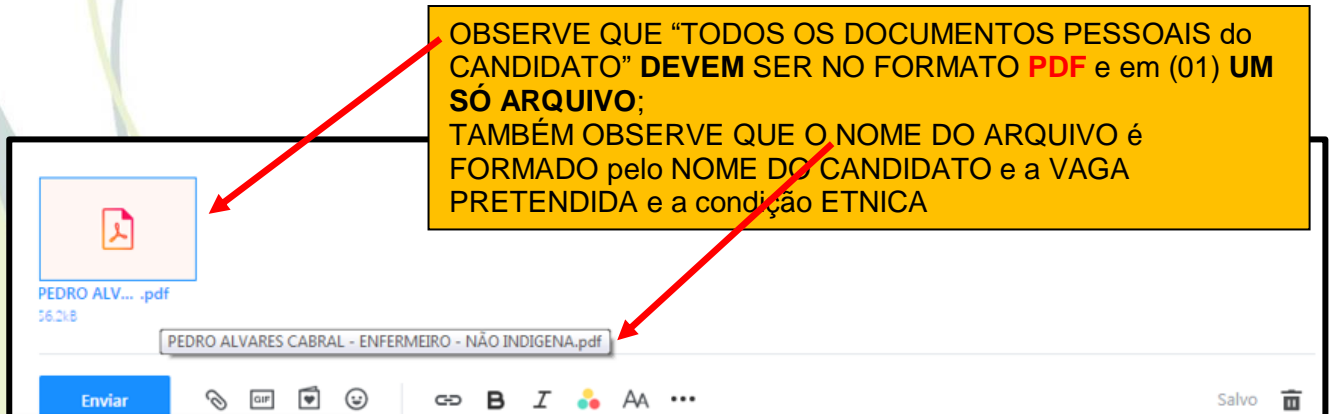 OBSERVE QUE “TODOS OS DOCUMENTOS PESSOAIS do
CANDIDATO” DEVEM SER NO FORMATO PDF e em (01) UM
SÓ ARQUIVO;
TAMBÉM OBSERVE QUE O NOME DO ARQUIVO é
FORMADO pelo NOME DO CANDIDATO e a VAGA
PRETENDIDA e a condição ETNICA
PEDRO ALV... .pdf
56.2kB
PEDRO ALVARES CABRAL - ENFERMEIRO - NÃO INDIGENA.pdf
Enviar GIF B I AA Salvo